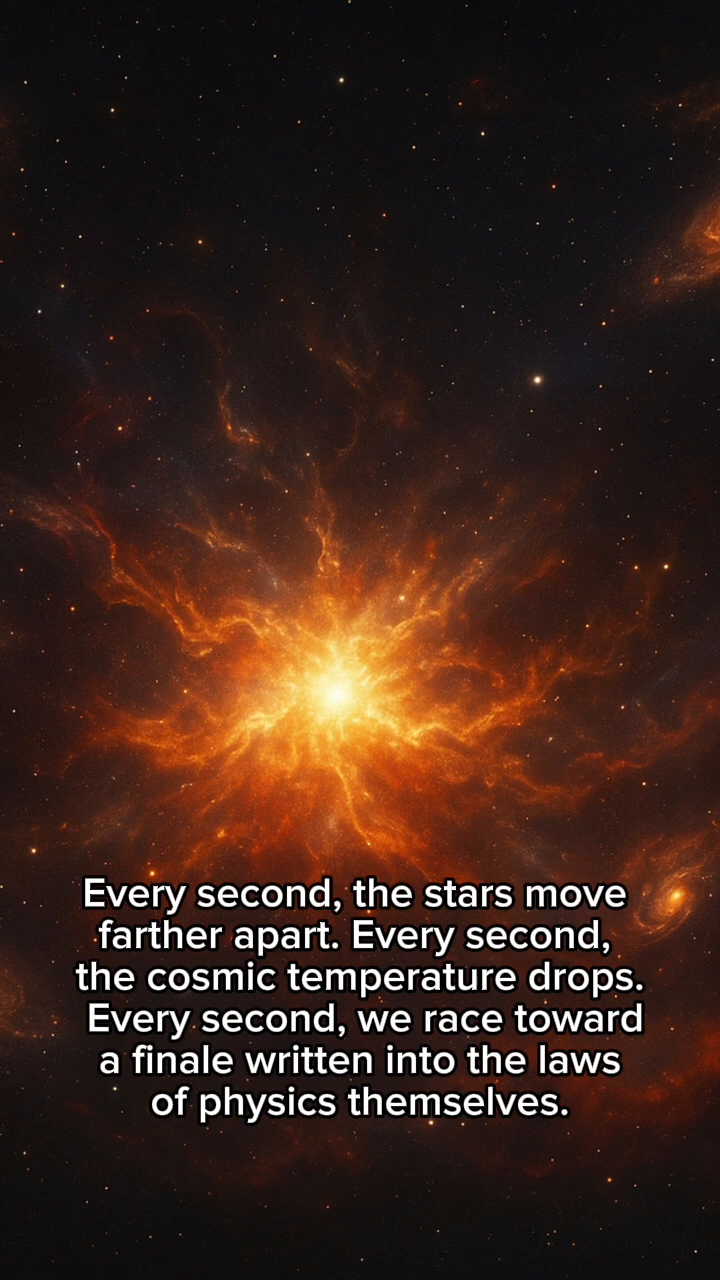 Every second, the stars move
farther apart. Every second,
the cosmic temperature drops.
Every second, we race toward
a finale written into the laws
of physics themselves.